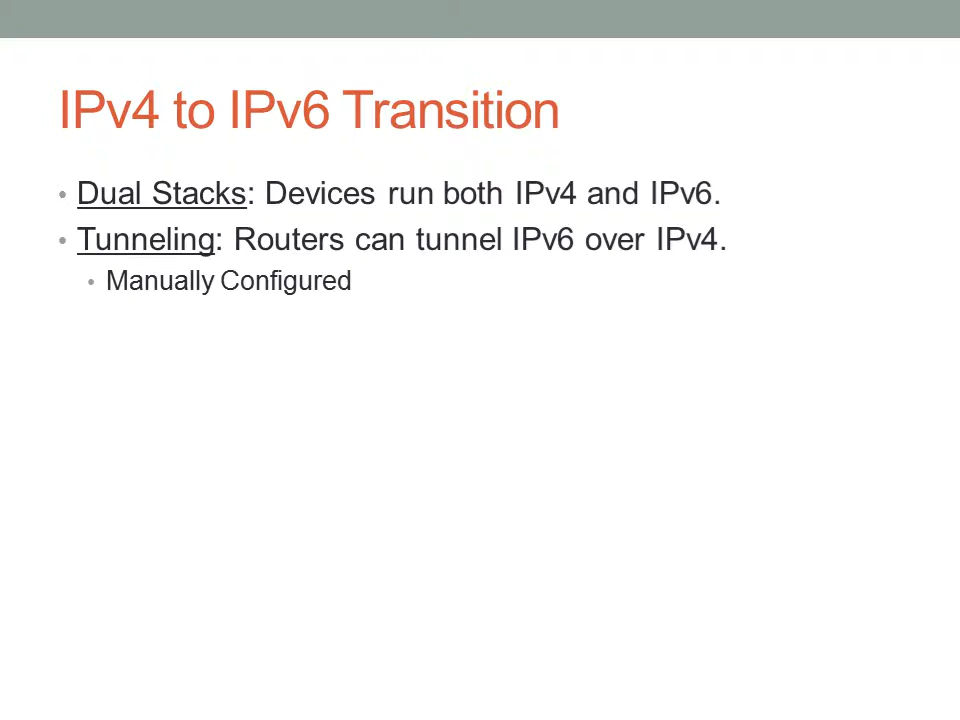 IPv4 to IPv6 Transition
• Dual Stacks: Devices run both IPv4 and IPv6.
• Tunneling: Routers can tunnel IPv6 over IPv4.
• Manually Configured